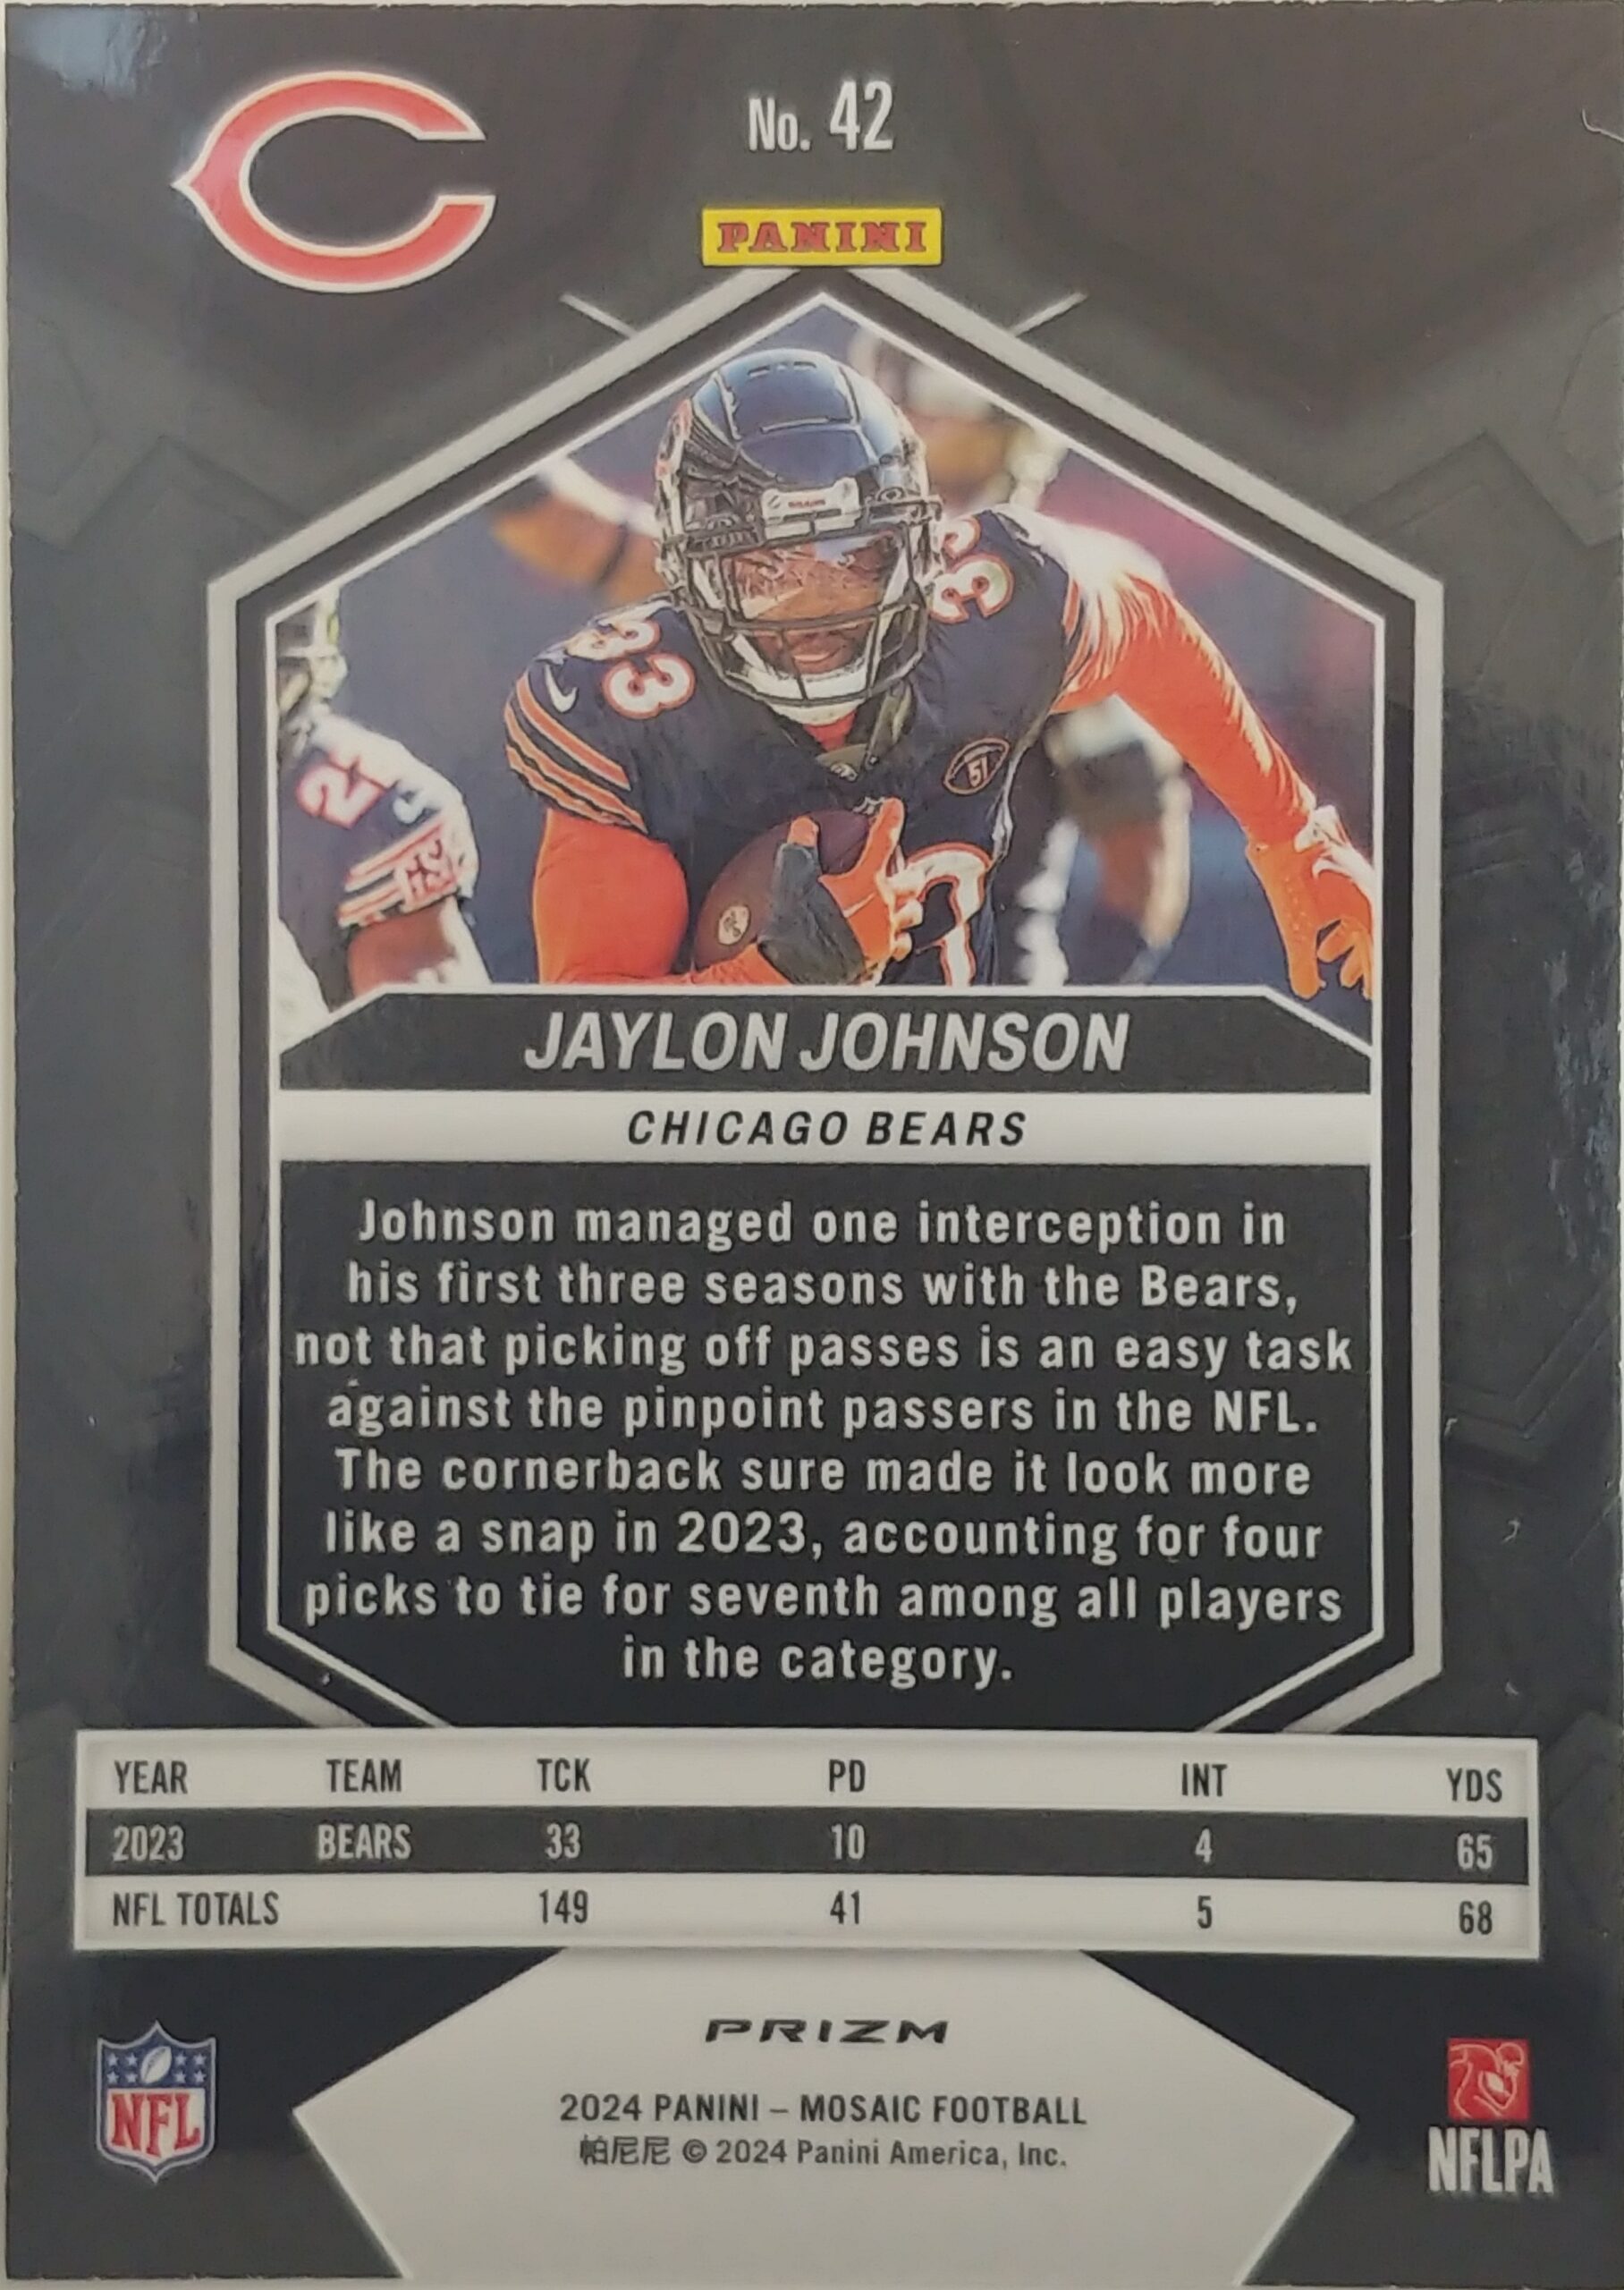 No. 42
PANINI
BEARS
33
33
51
JAYLON JOHNSON
CHICAGO BEARS
Johnson managed one interception in
his first three seasons with the Bears,
not that picking off passes is an easy task
against the pinpoint passers in the NFL.
The cornerback sure made it look more
like a snap in 2023, accounting for four
picks to tie for seventh among all players
in the category.
YEAR TEAM TCK PD INT YDS
2023 BEARS 33 10 4 65
NFL TOTALS 149 41 5 68
PRIZM
2024 PANINI – MOSAIC FOOTBALL
帕尼尼 © 2024 Panini America, Inc.
NFL
NFLPA